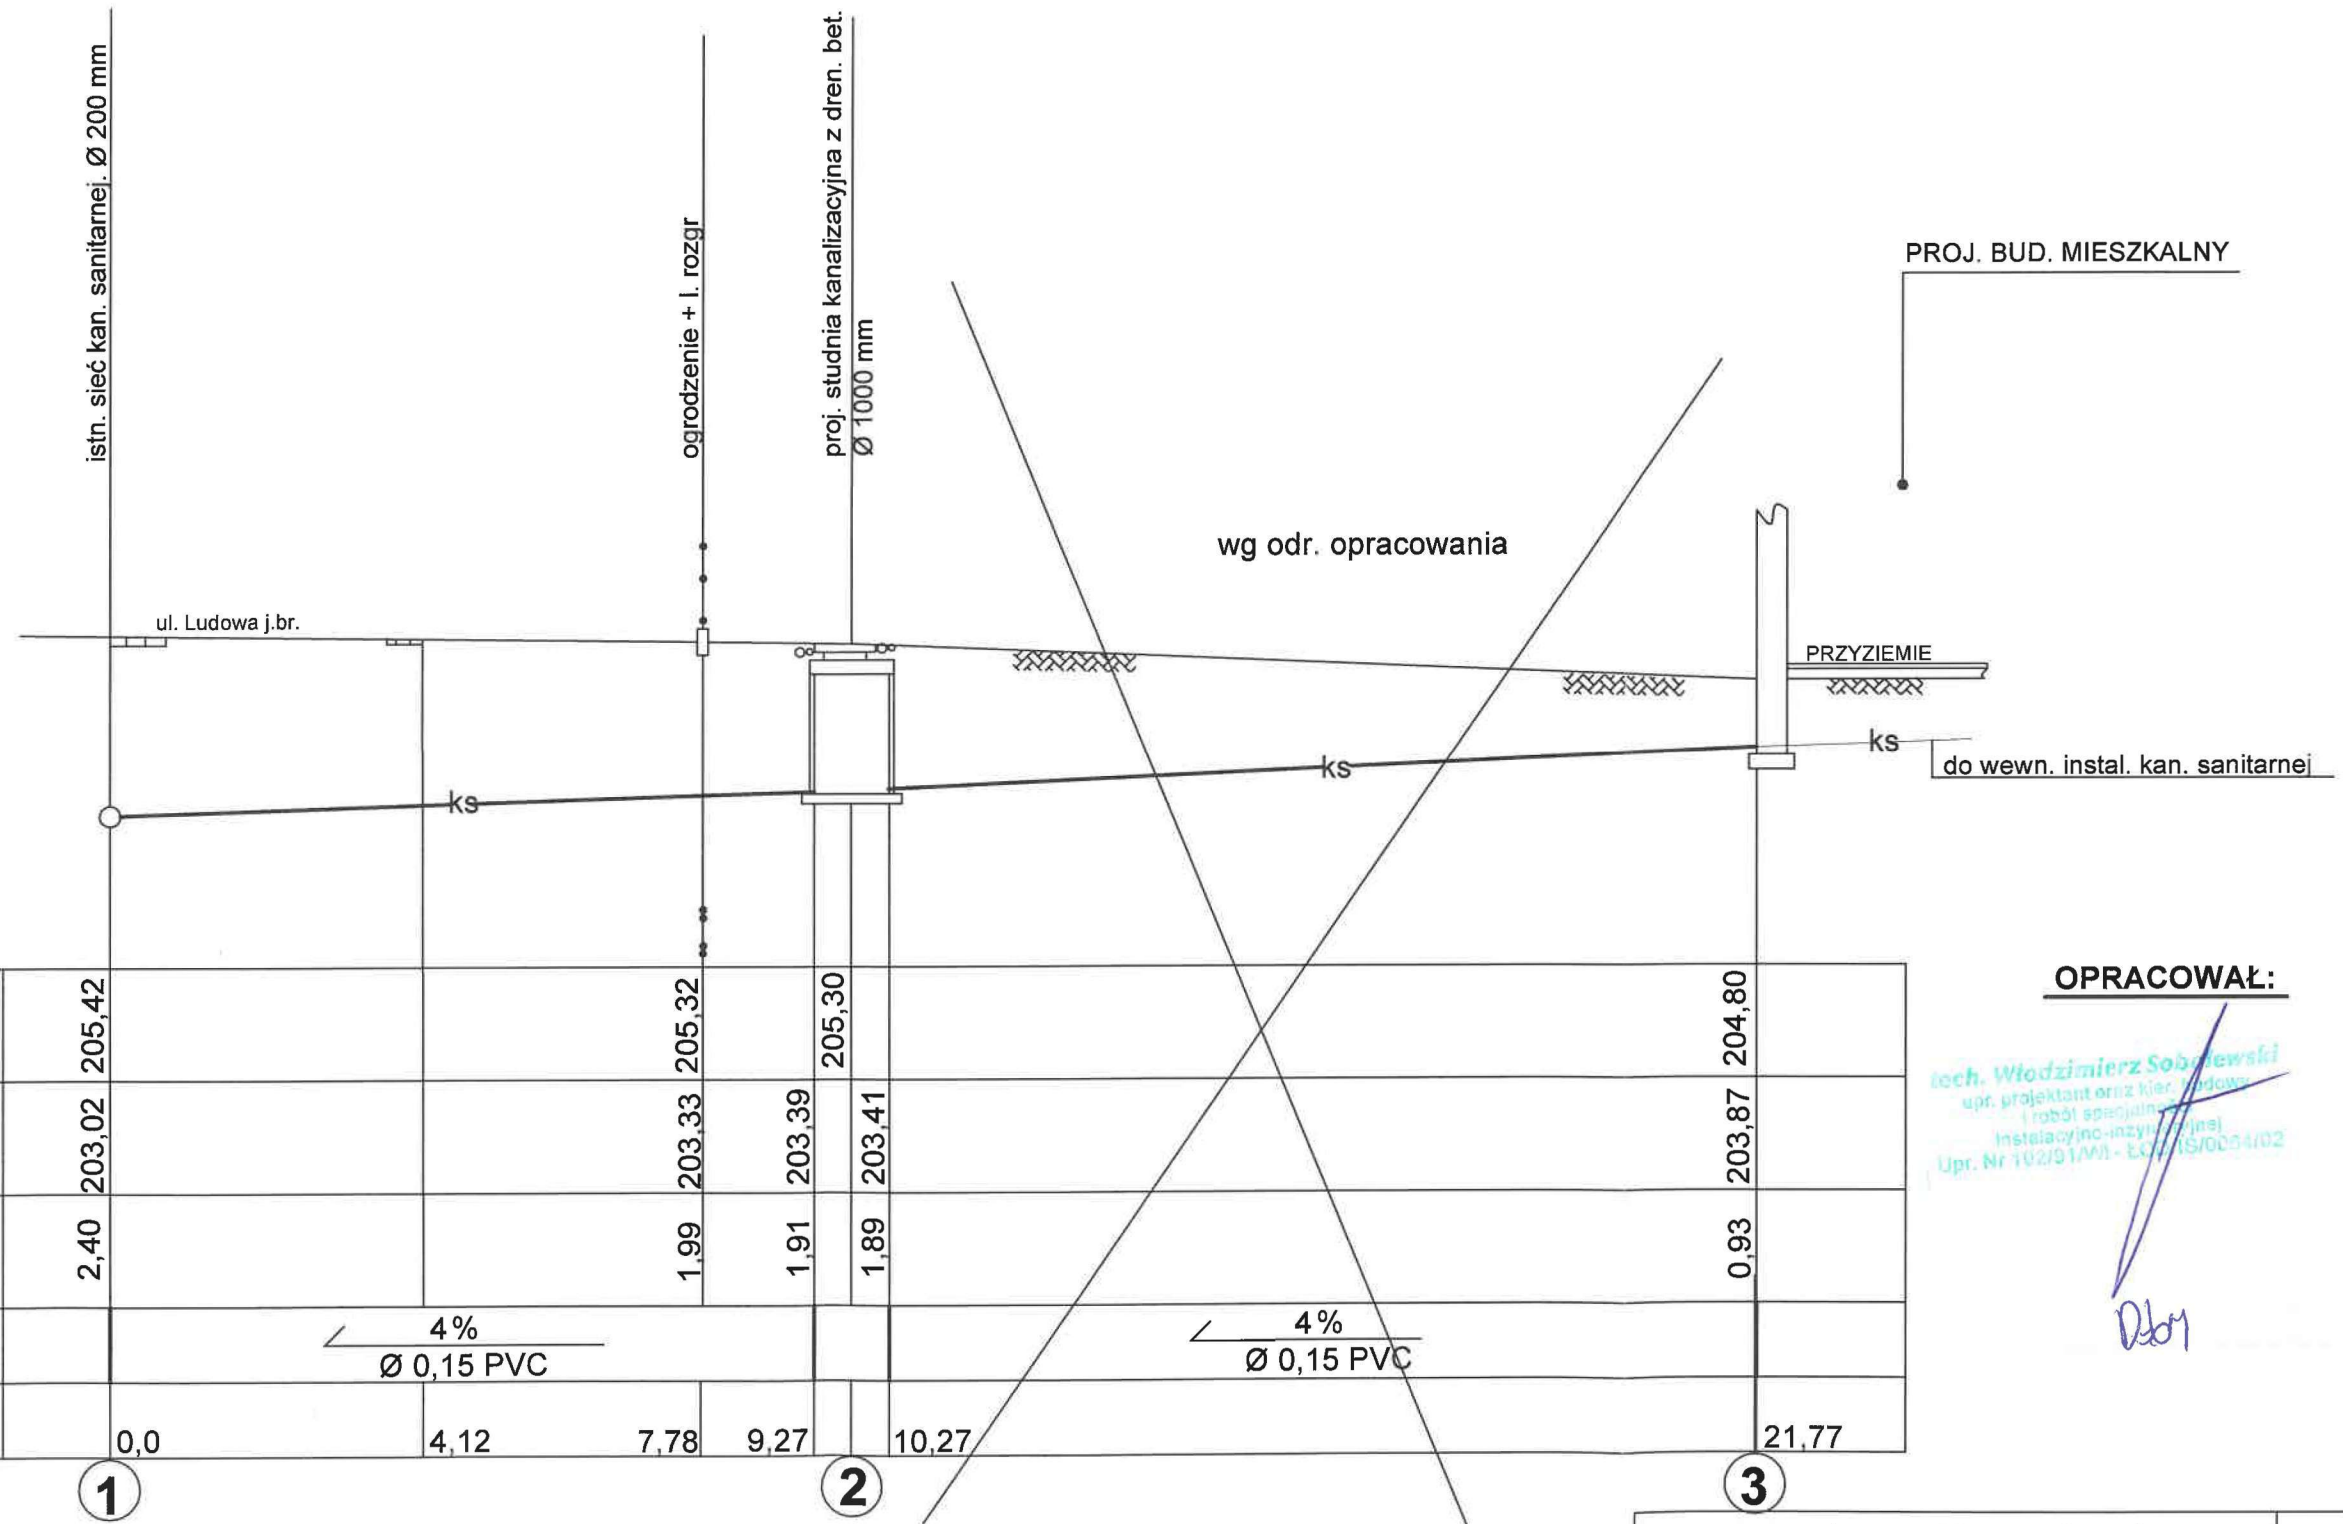 istn. sieć kan. sanitarnej. Ø 200 mm
ogrodzenie + l. rozgr
proj. studnia kanalizacyjna z dren. bet.
Ø 1000 mm
PROJ. BUD. MIESZKALNY
wg odr. opracowania
ul. Ludowa j.br.
PRZYZIEMIE
ks
ks
ks
do wewn. instal. kan. sanitarnej
205,42
205,32
205,30
204,80
203,02
203,33
203,39
203,41
203,87
2,40
1,99
1,91
1,89
0,93
4%
Ø 0,15 PVC
4%
Ø 0,15 PVC
0,0
4,12
7,78
9,27
10,27
21,77
1
2
3
OPRACOWAŁ:
tech. Włodzimierz Sobolewski
upr. projektant oraz kier. budowy
i robót
Upr. Nr 102/91/WŁ -